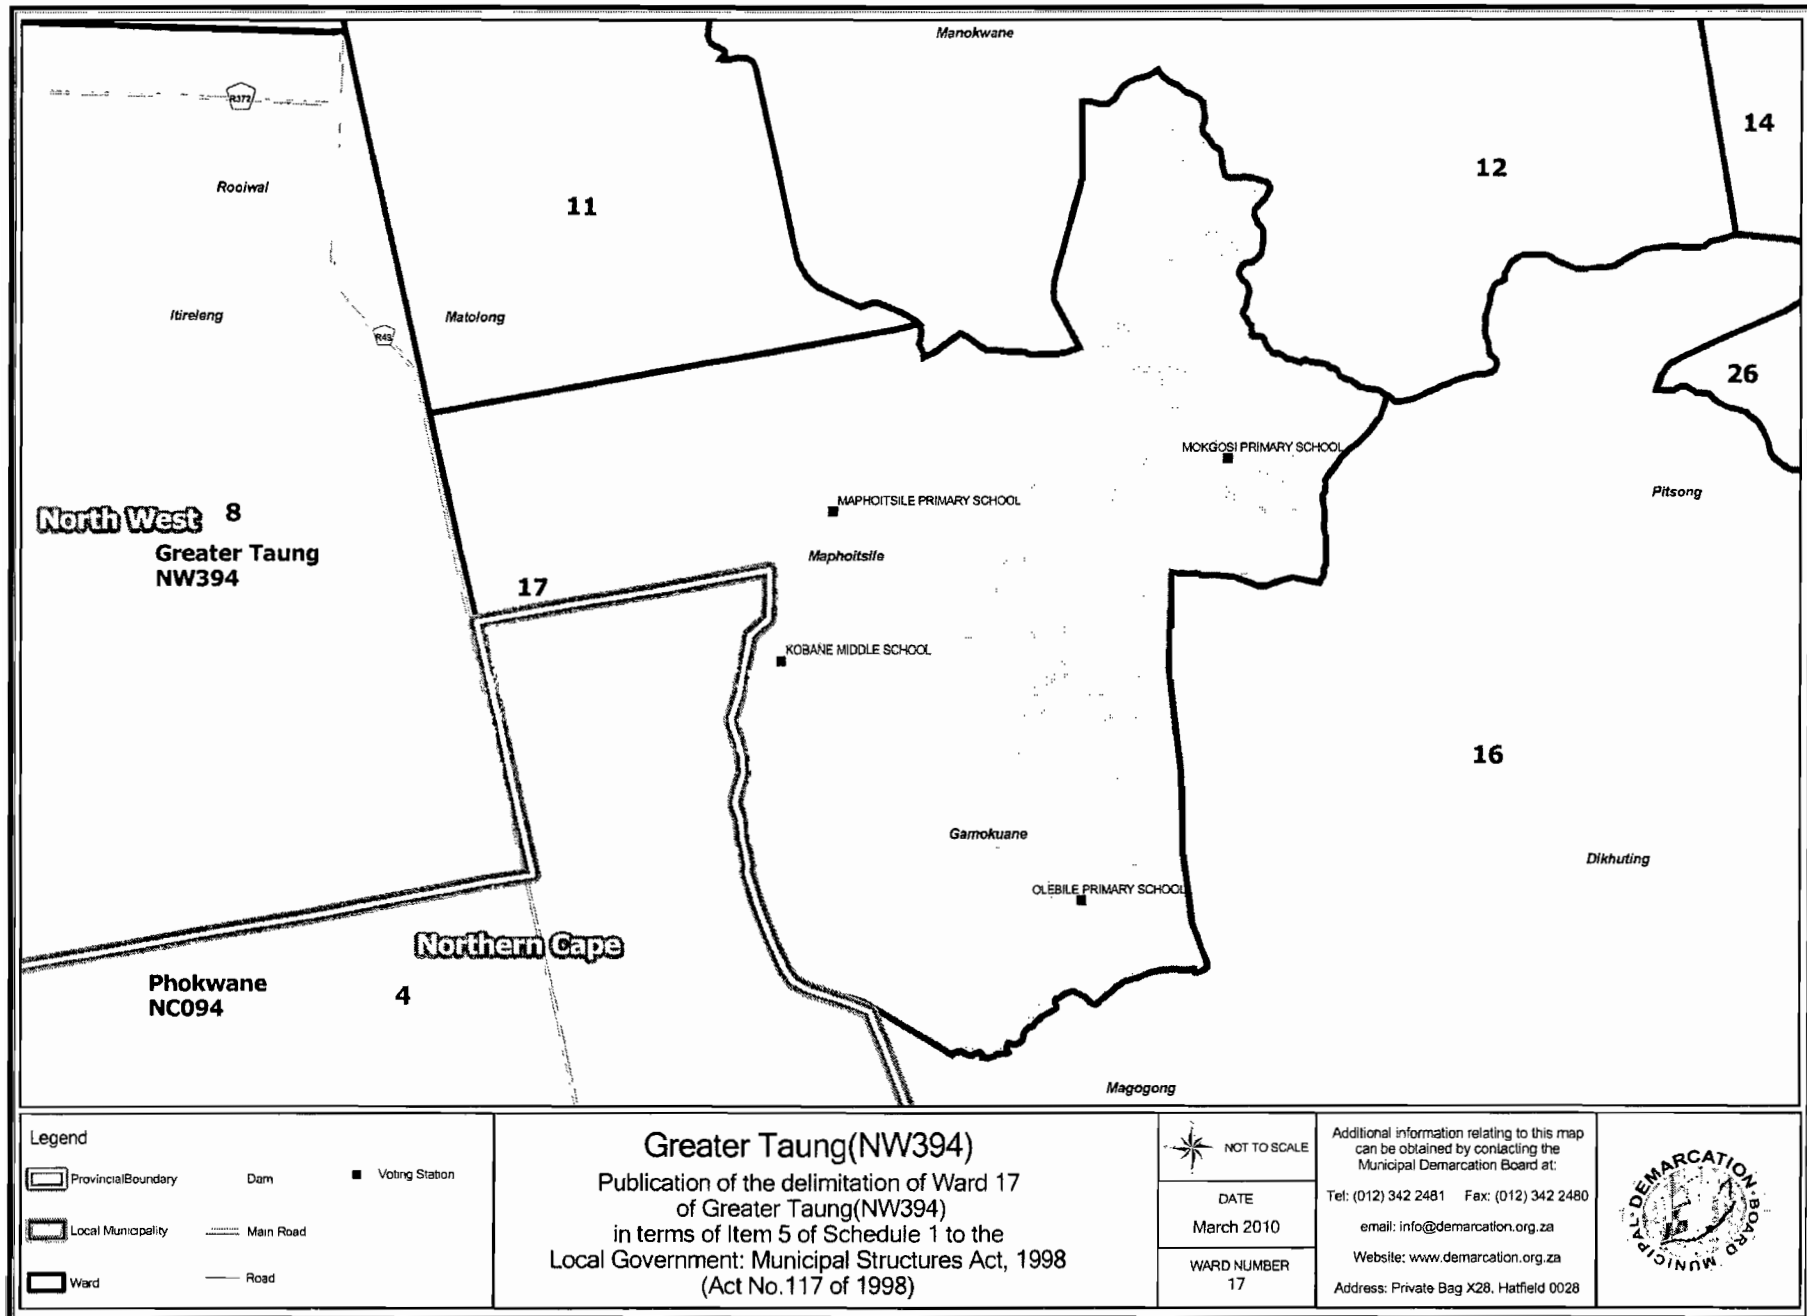 Manokwane
R372
14
12
Rooiwal
11
Itireleng
Matolong
R49
26
MOKGOSI PRIMARY SCHOOL
Pitsong
MAPHOITSILE PRIMARY SCHOOL
North West 8
Greater Taung
NW394
Maphoitsile
17
KOBANE MIDDLE SCHOOL
16
Gamokuane
Dikhuting
OLEBILE PRIMARY SCHOOL
Northern Cape
Phokwane
NC094
4
Magogong
Legend
ProvincialBoundary
Dam
Voting Station
Local Municipality
Main Road
Ward
Road
Greater Taung(NW394)
Publication of the delimitation of Ward 17
of Greater Taung(NW394)
in terms of Item 5 of Schedule 1 to the
Local Government: Municipal Structures Act, 1998
(Act No.117 of 1998)
NOT TO SCALE
DATE
March 2010
WARD NUMBER
17
Additional information relating to this map
can be obtained by contacting the
Municipal Demarcation Board at:
Tel: (012) 342 2481 Fax: (012) 342 2480
email: info@demarcation.org.za
Website: www.demarcation.org.za
Address: Private Bag X28, Hatfield 0028
MUNICIPAL DEMARCATION BOARD